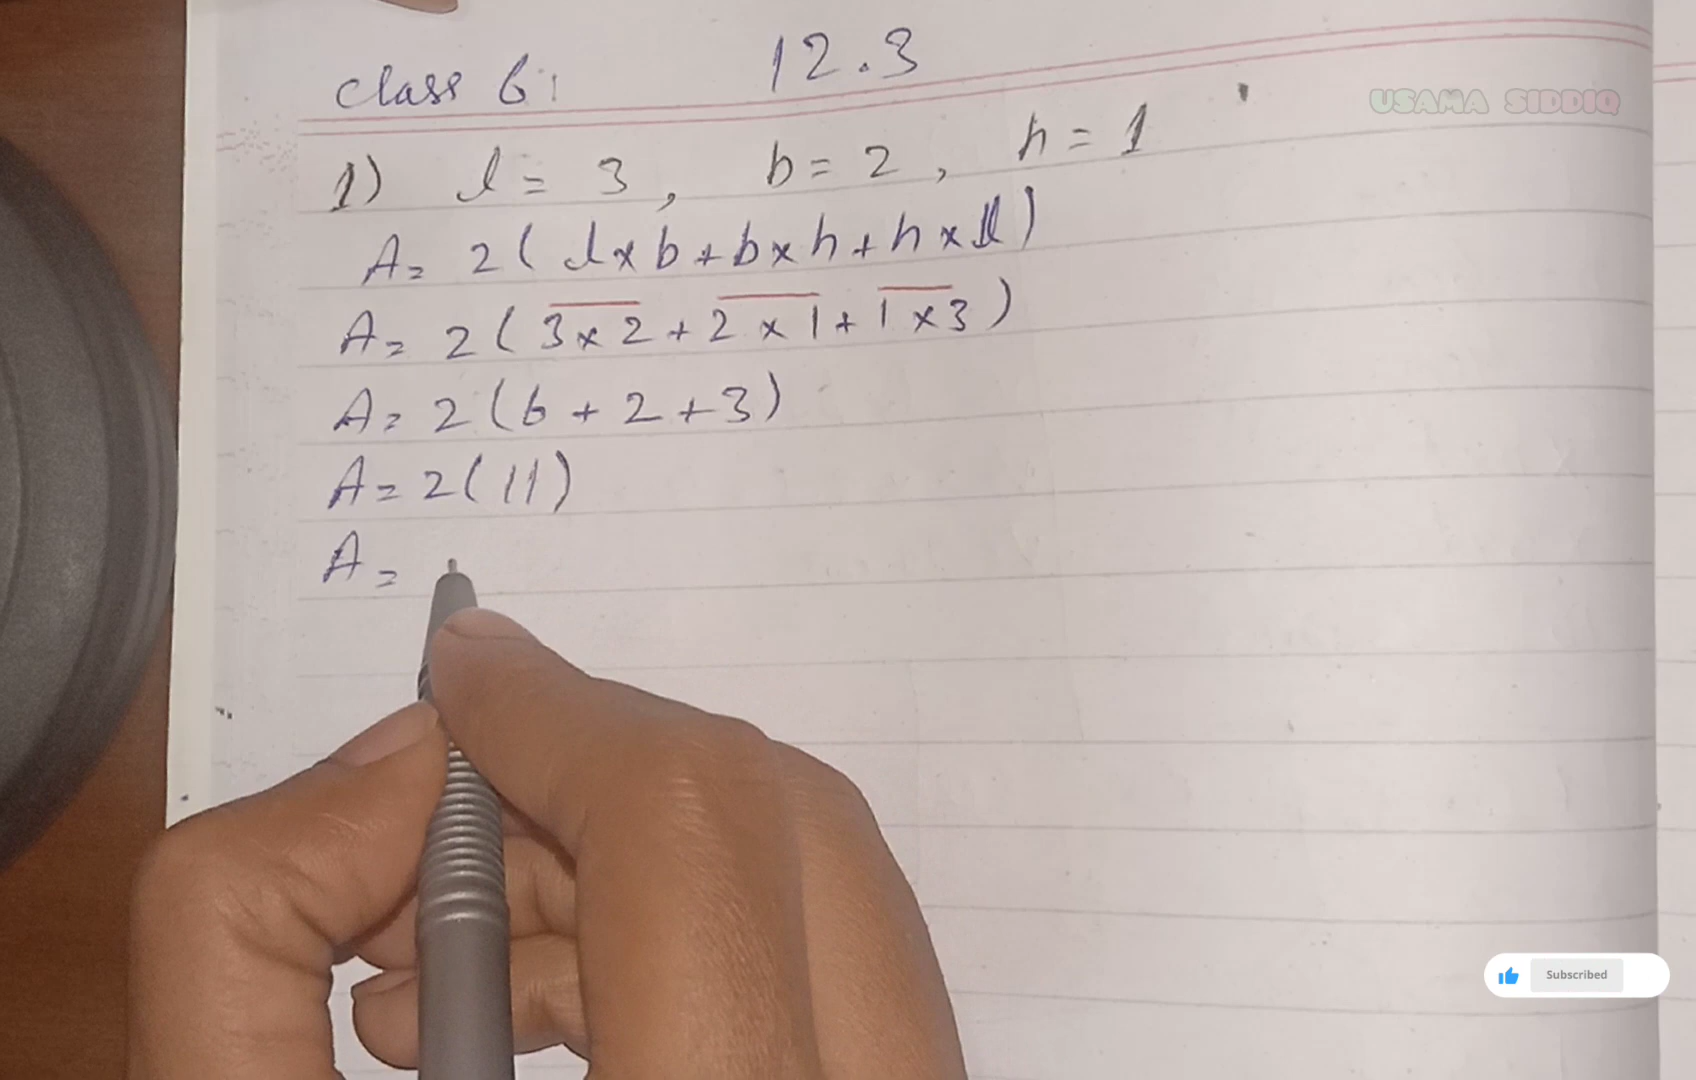 class 6: 12.3
USAMA SIDDIQ
1) l = 3, b = 2, h = 1
A = 2 ( l x b + b x h + h x l )
A = 2 ( 3 x 2 + 2 x 1 + 1 x 3 )
A = 2 ( 6 + 2 + 3 )
A = 2 ( 11 )
A =
Subscribed